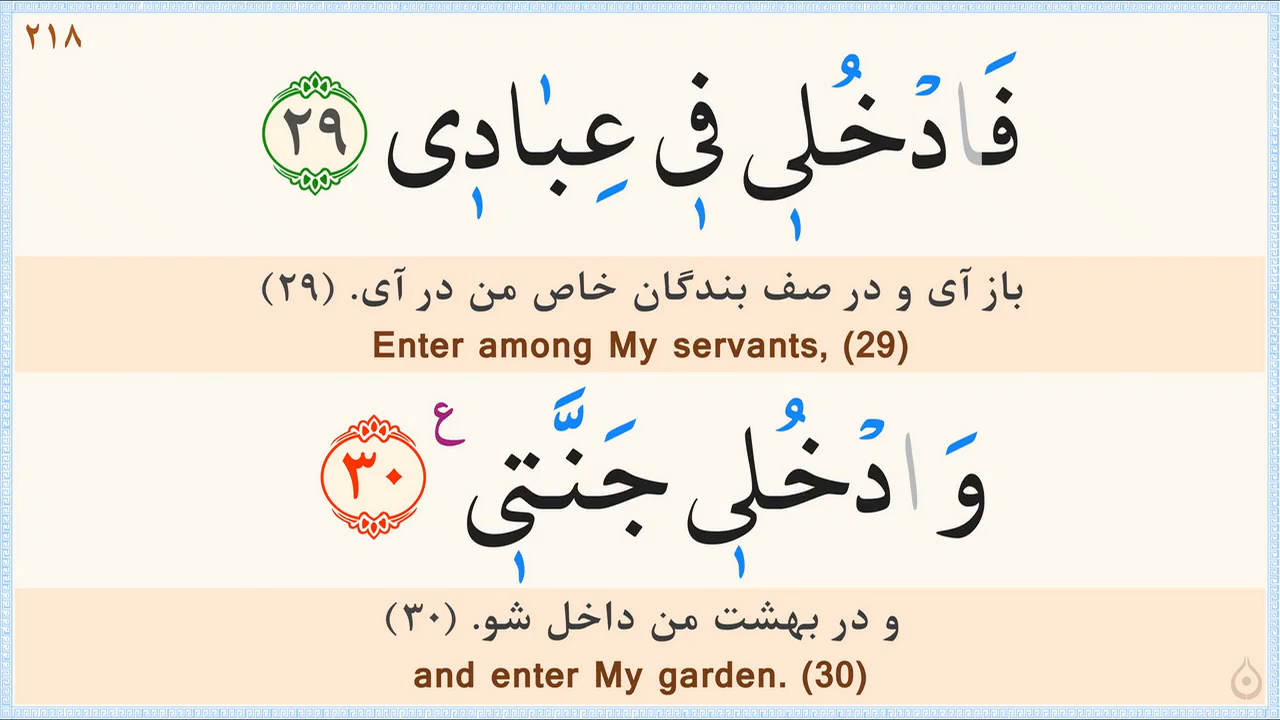 ۲۱۸
فَادْخُلِي فِي عِبَادِي ۲۹
باز آی و در صف بندگان خاص من در آی. (۲۹)
Enter among My servants, (29)
وَادْخُلِي جَنَّتِي ع ۳۰
و در بهشت من داخل شو. (۳۰)
and enter My garden. (30)